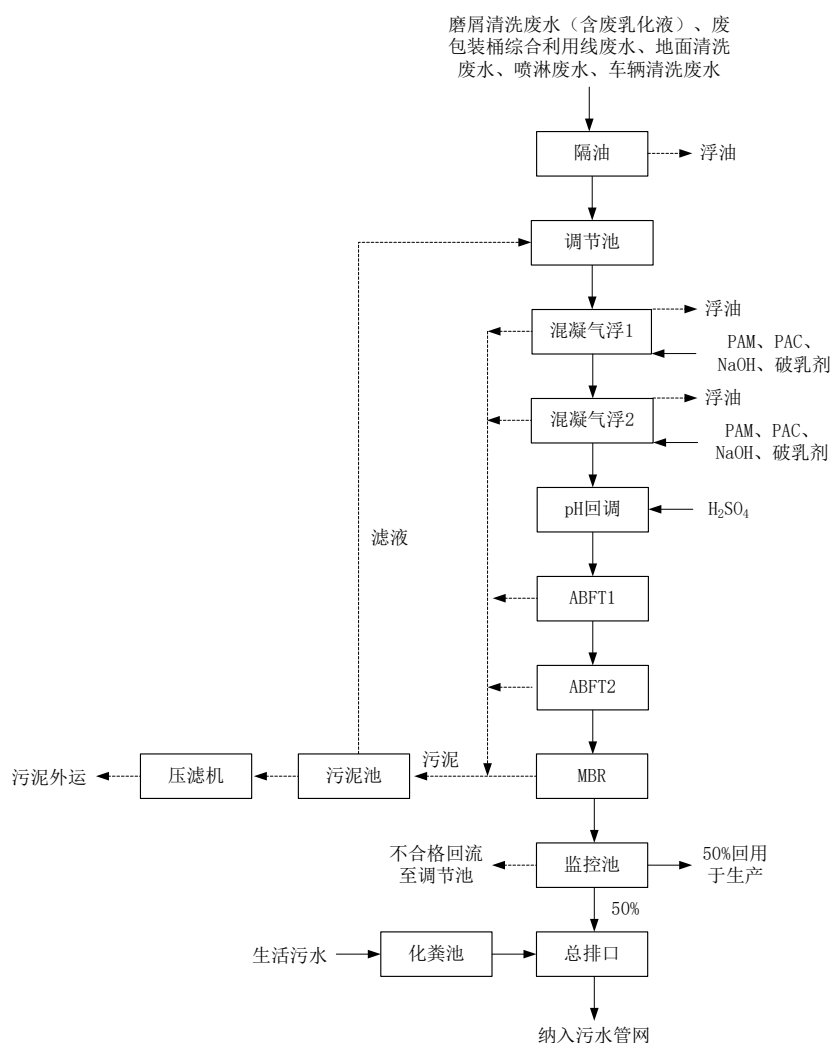 磨屑清洗废水（含废乳化液）、废
包装桶综合利用线废水、地面清洗
废水、喷淋废水、车辆清洗废水
隔油
浮油
调节池
混凝气浮1
浮油
PAM、PAC、
NaOH、破乳剂
混凝气浮2
浮油
PAM、PAC、
NaOH、破乳剂
pH回调
H₂SO₄
滤液
ABFT1
ABFT2
污泥外运
压滤机
污泥池
污泥
MBR
不合格回流
至调节池
监控池
50%回用
于生产
50%
生活污水
化粪池
总排口
纳入污水管网